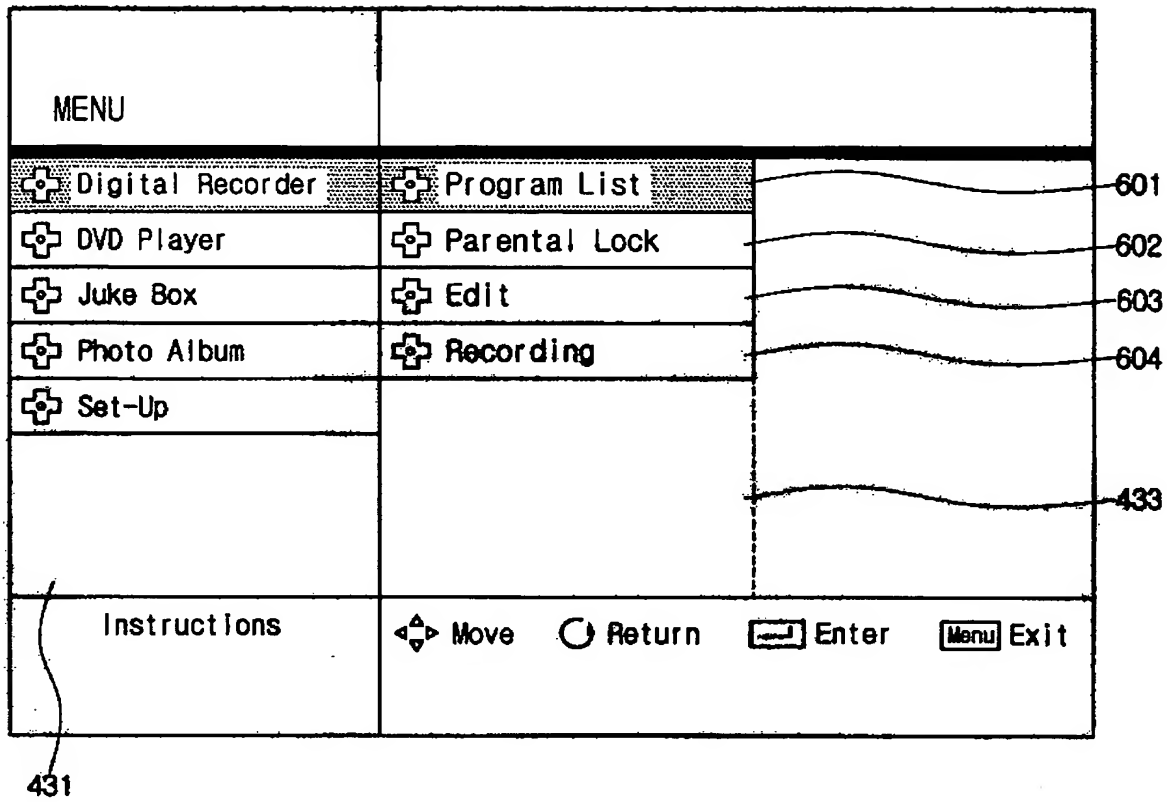 MENU
Digital Recorder Program List 601
DVD Player Parental Lock 602
Juke Box Edit 603
Photo Album Recording 604
Set-Up
433
Instructions Move Return Enter Menu Exit
431